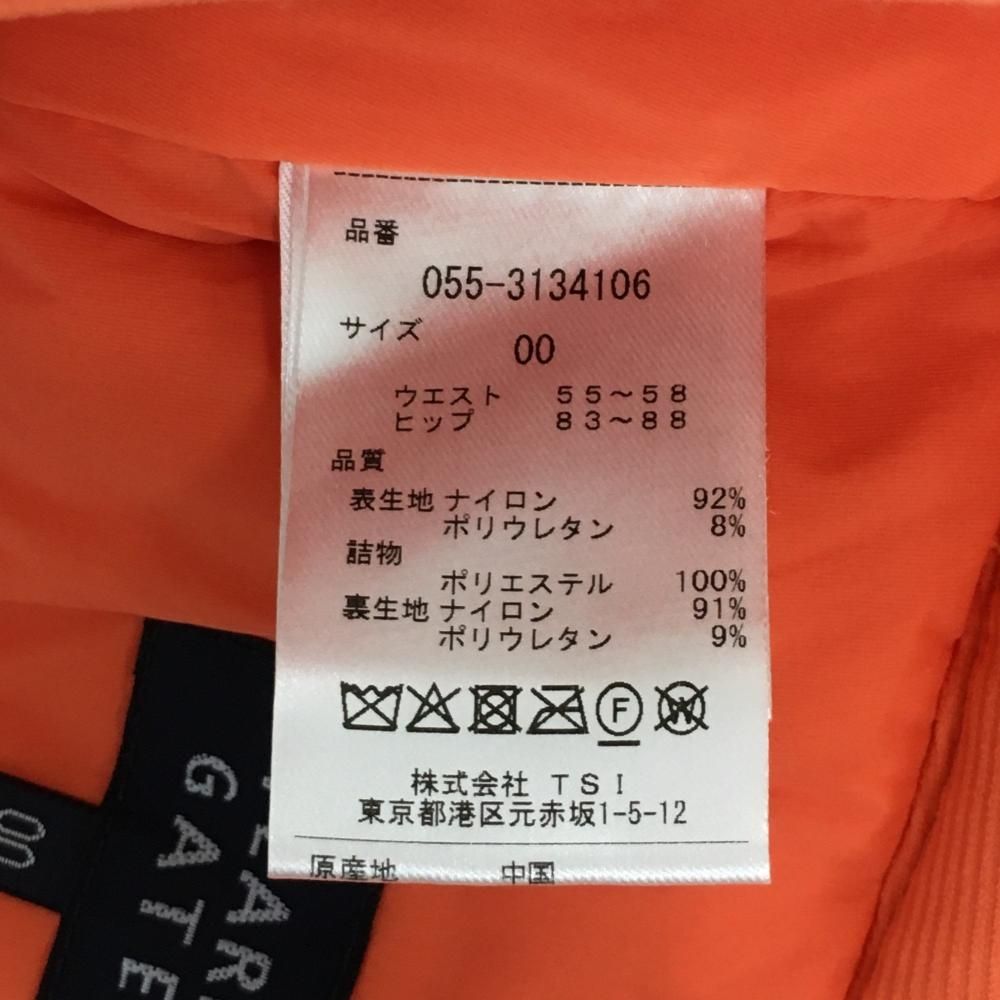 品番
055-3134106
サイズ
00
ウエスト 55～58
ヒップ 83～88
品質
表生地 ナイロン 92%
ポリウレタン 8%
詰物
ポリエステル 100%
裏生地 ナイロン 91%
ポリウレタン 9%
F W
株式会社 TSI
東京都港区元赤坂1-5-12
原産地 中国
GATE
00